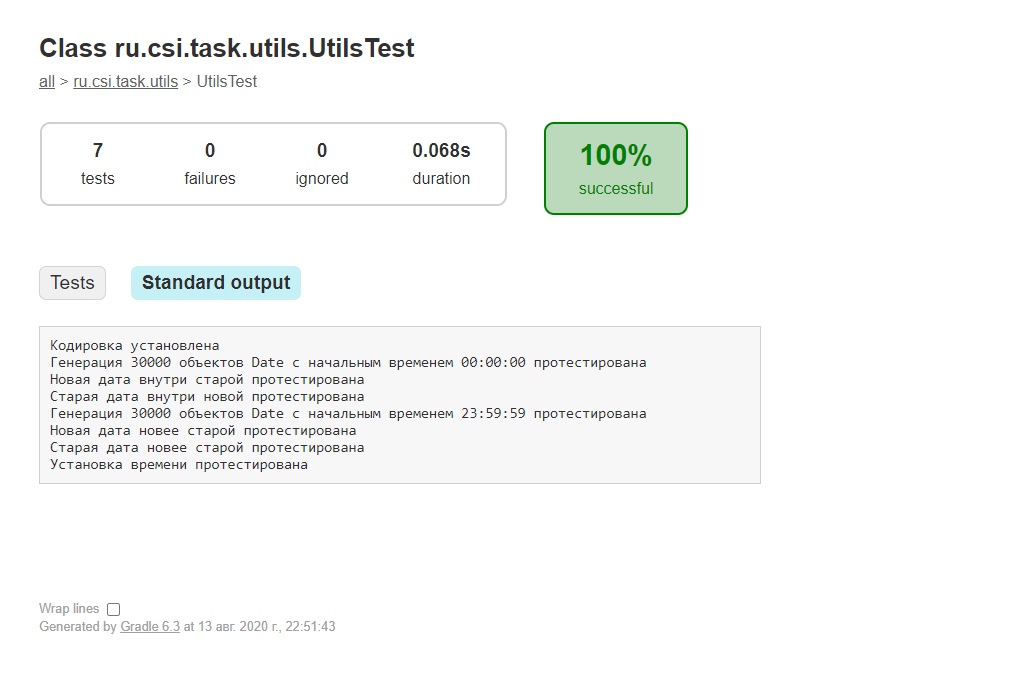 Class ru.csi.task.utils.UtilsTest
all > ru.csi.task.utils > UtilsTest
7 0 0 0.068s
tests failures ignored duration
100%
successful
Tests Standard output
Кодировка установлена
Генерация 30000 объектов Date с начальным временем 00:00:00 протестирована
Новая дата внутри старой протестирована
Старая дата внутри новой протестирована
Генерация 30000 объектов Date с начальным временем 23:59:59 протестирована
Новая дата новее старой протестирована
Старая дата новее старой протестирована
Установка времени протестирована
Wrap lines
Generated by Gradle 6.3 at 13 авг. 2020 г., 22:51:43